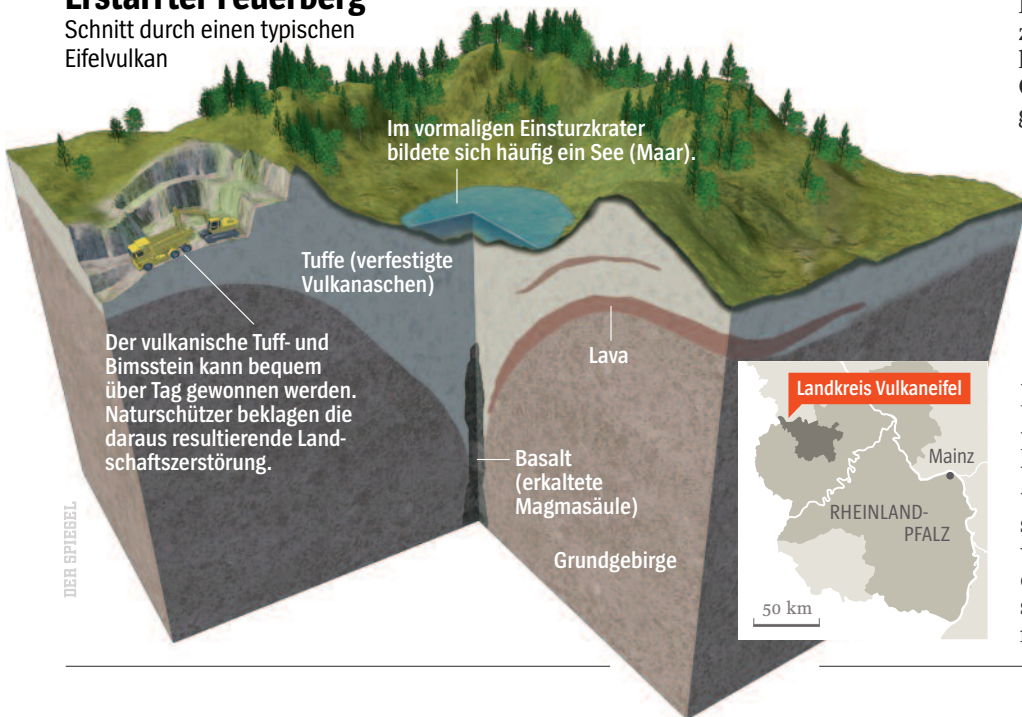 Erstarrter Feuerberg
Schnitt durch einen typischen
Eifelvulkan
Im vormaligen Einsturzkrater
bildete sich häufig ein See (Maar).
Tuffe (verfestigte
Vulkanaschen)
Der vulkanische Tuff- und
Bimsstein kann bequem
über Tag gewonnen werden.
Naturschützer beklagen die
daraus resultierende Land-
schaftszerstörung.
Lava
Basalt
(erkaltete
Magmasäule)
Grundgebirge
Landkreis Vulkaneifel
Mainz
RHEINLAND-
PFALZ
50 km
DER SPIEGEL